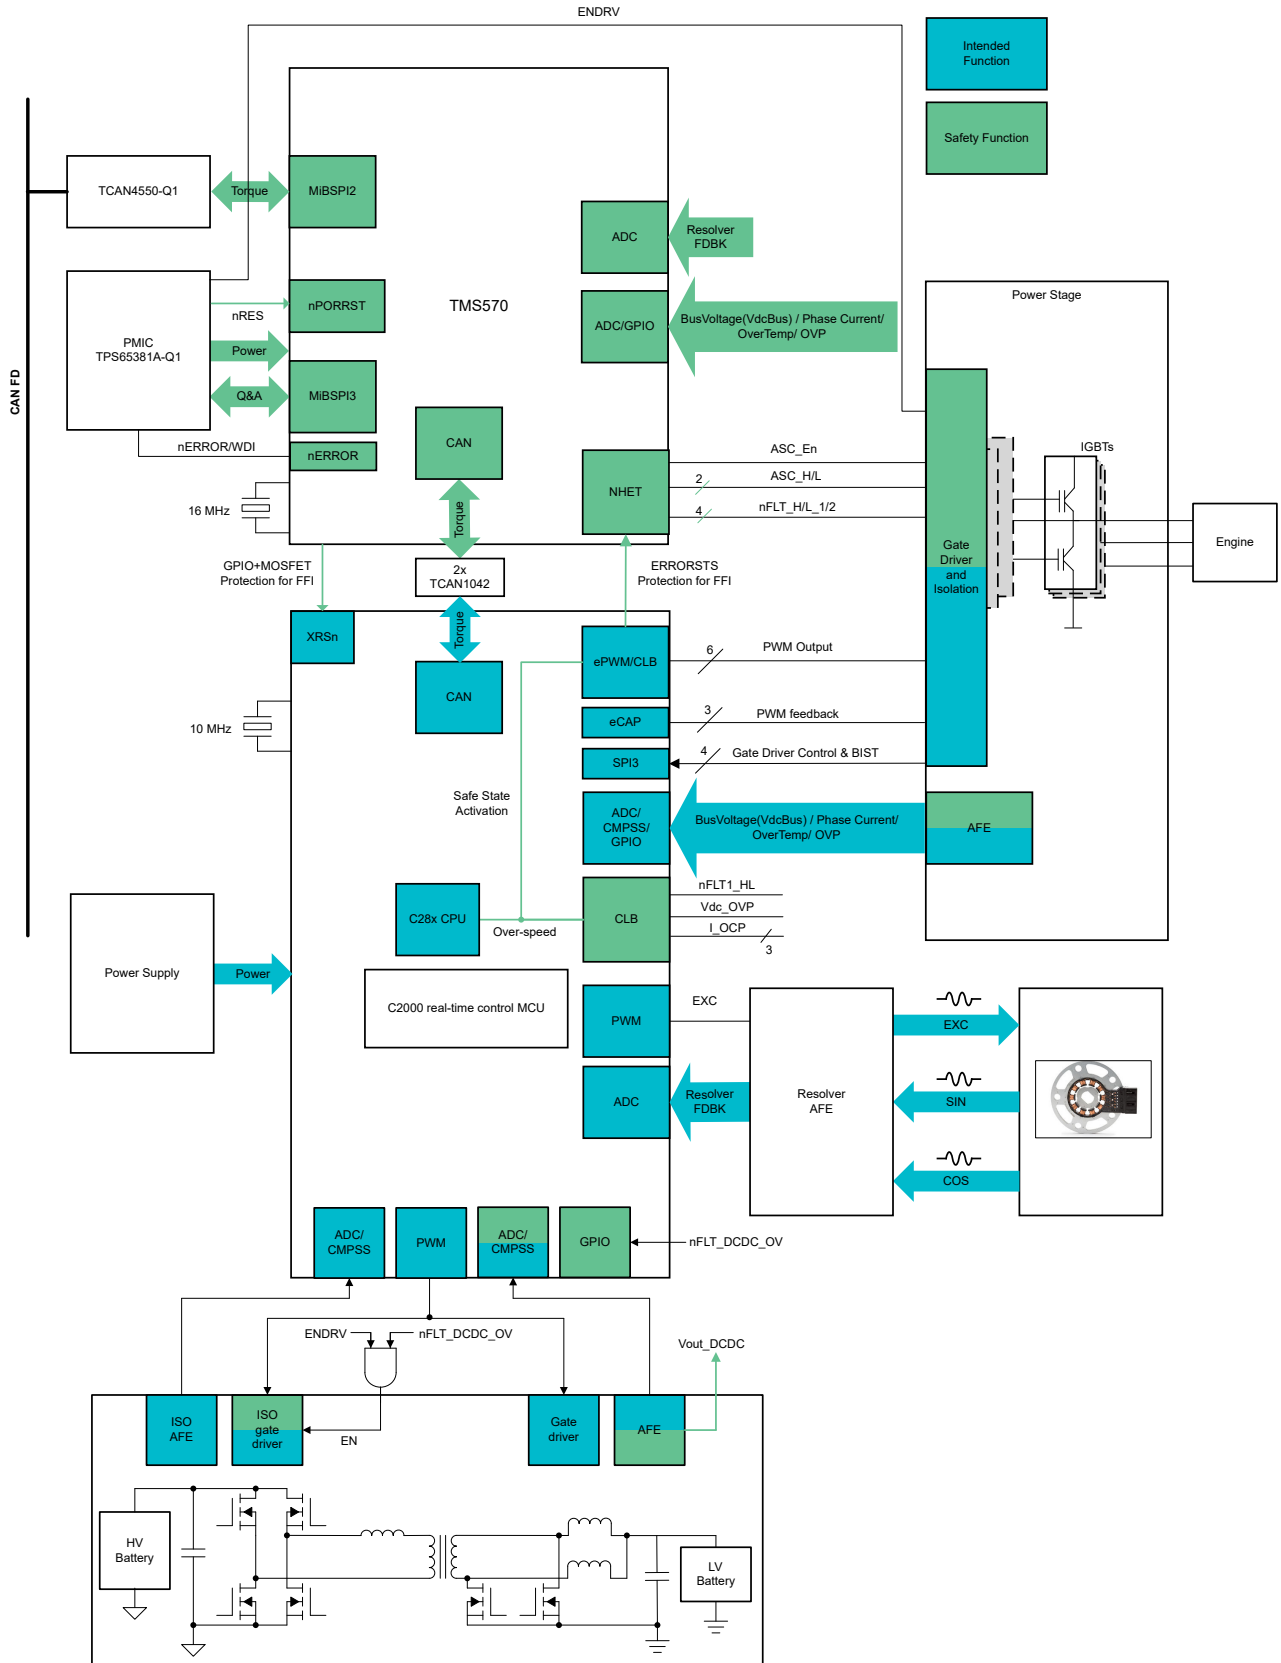 ENDRV
Intended
Function
Safety Function
CAN FD
TCAN4550-Q1
Torque
MiBSPI2
ADC
Resolver
FDBK
PMIC
TPS65381A-Q1
nRES
nPORRST
TMS570
Power
Q&A
MiBSPI3
nERROR/WDI
nERROR
16 MHz
CAN
Torque
ADC/GPIO
BusVoltage(VdcBus) / Phase Current/
OverTemp/ OVP
Power Stage
NHET
ASC_En
2
ASC_H/L
4
nFLT_H/L_1/2
IGBTs
Gate
Driver
and
Isolation
Engine
GPIO+MOSFET
Protection for FFI
2x
TCAN1042
ERRORSTS
Protection for FFI
XRSn
Torque
CAN
10 MHz
ePWM/CLB
6
PWM Output
eCAP
3
PWM feedback
SPI3
4
Gate Driver Control & BIST
Safe State
Activation
ADC/
CMPSS/
GPIO
BusVoltage(VdcBus) / Phase Current/
OverTemp/ OVP
AFE
C28x CPU
Over-speed
CLB
nFLT1_HL
Vdc_OVP
I_OCP
3
Power Supply
Power
C2000 real-time control MCU
PWM
EXC
ADC
Resolver
FDBK
Resolver
AFE
EXC
SIN
COS
ADC/
CMPSS
PWM
ADC/
CMPSS
GPIO
nFLT_DCDC_OV
ENDRV
nFLT_DCDC_OV
Vout_DCDC
ISO
AFE
ISO
gate
driver
EN
Gate
driver
AFE
HV
Battery
LV
Battery